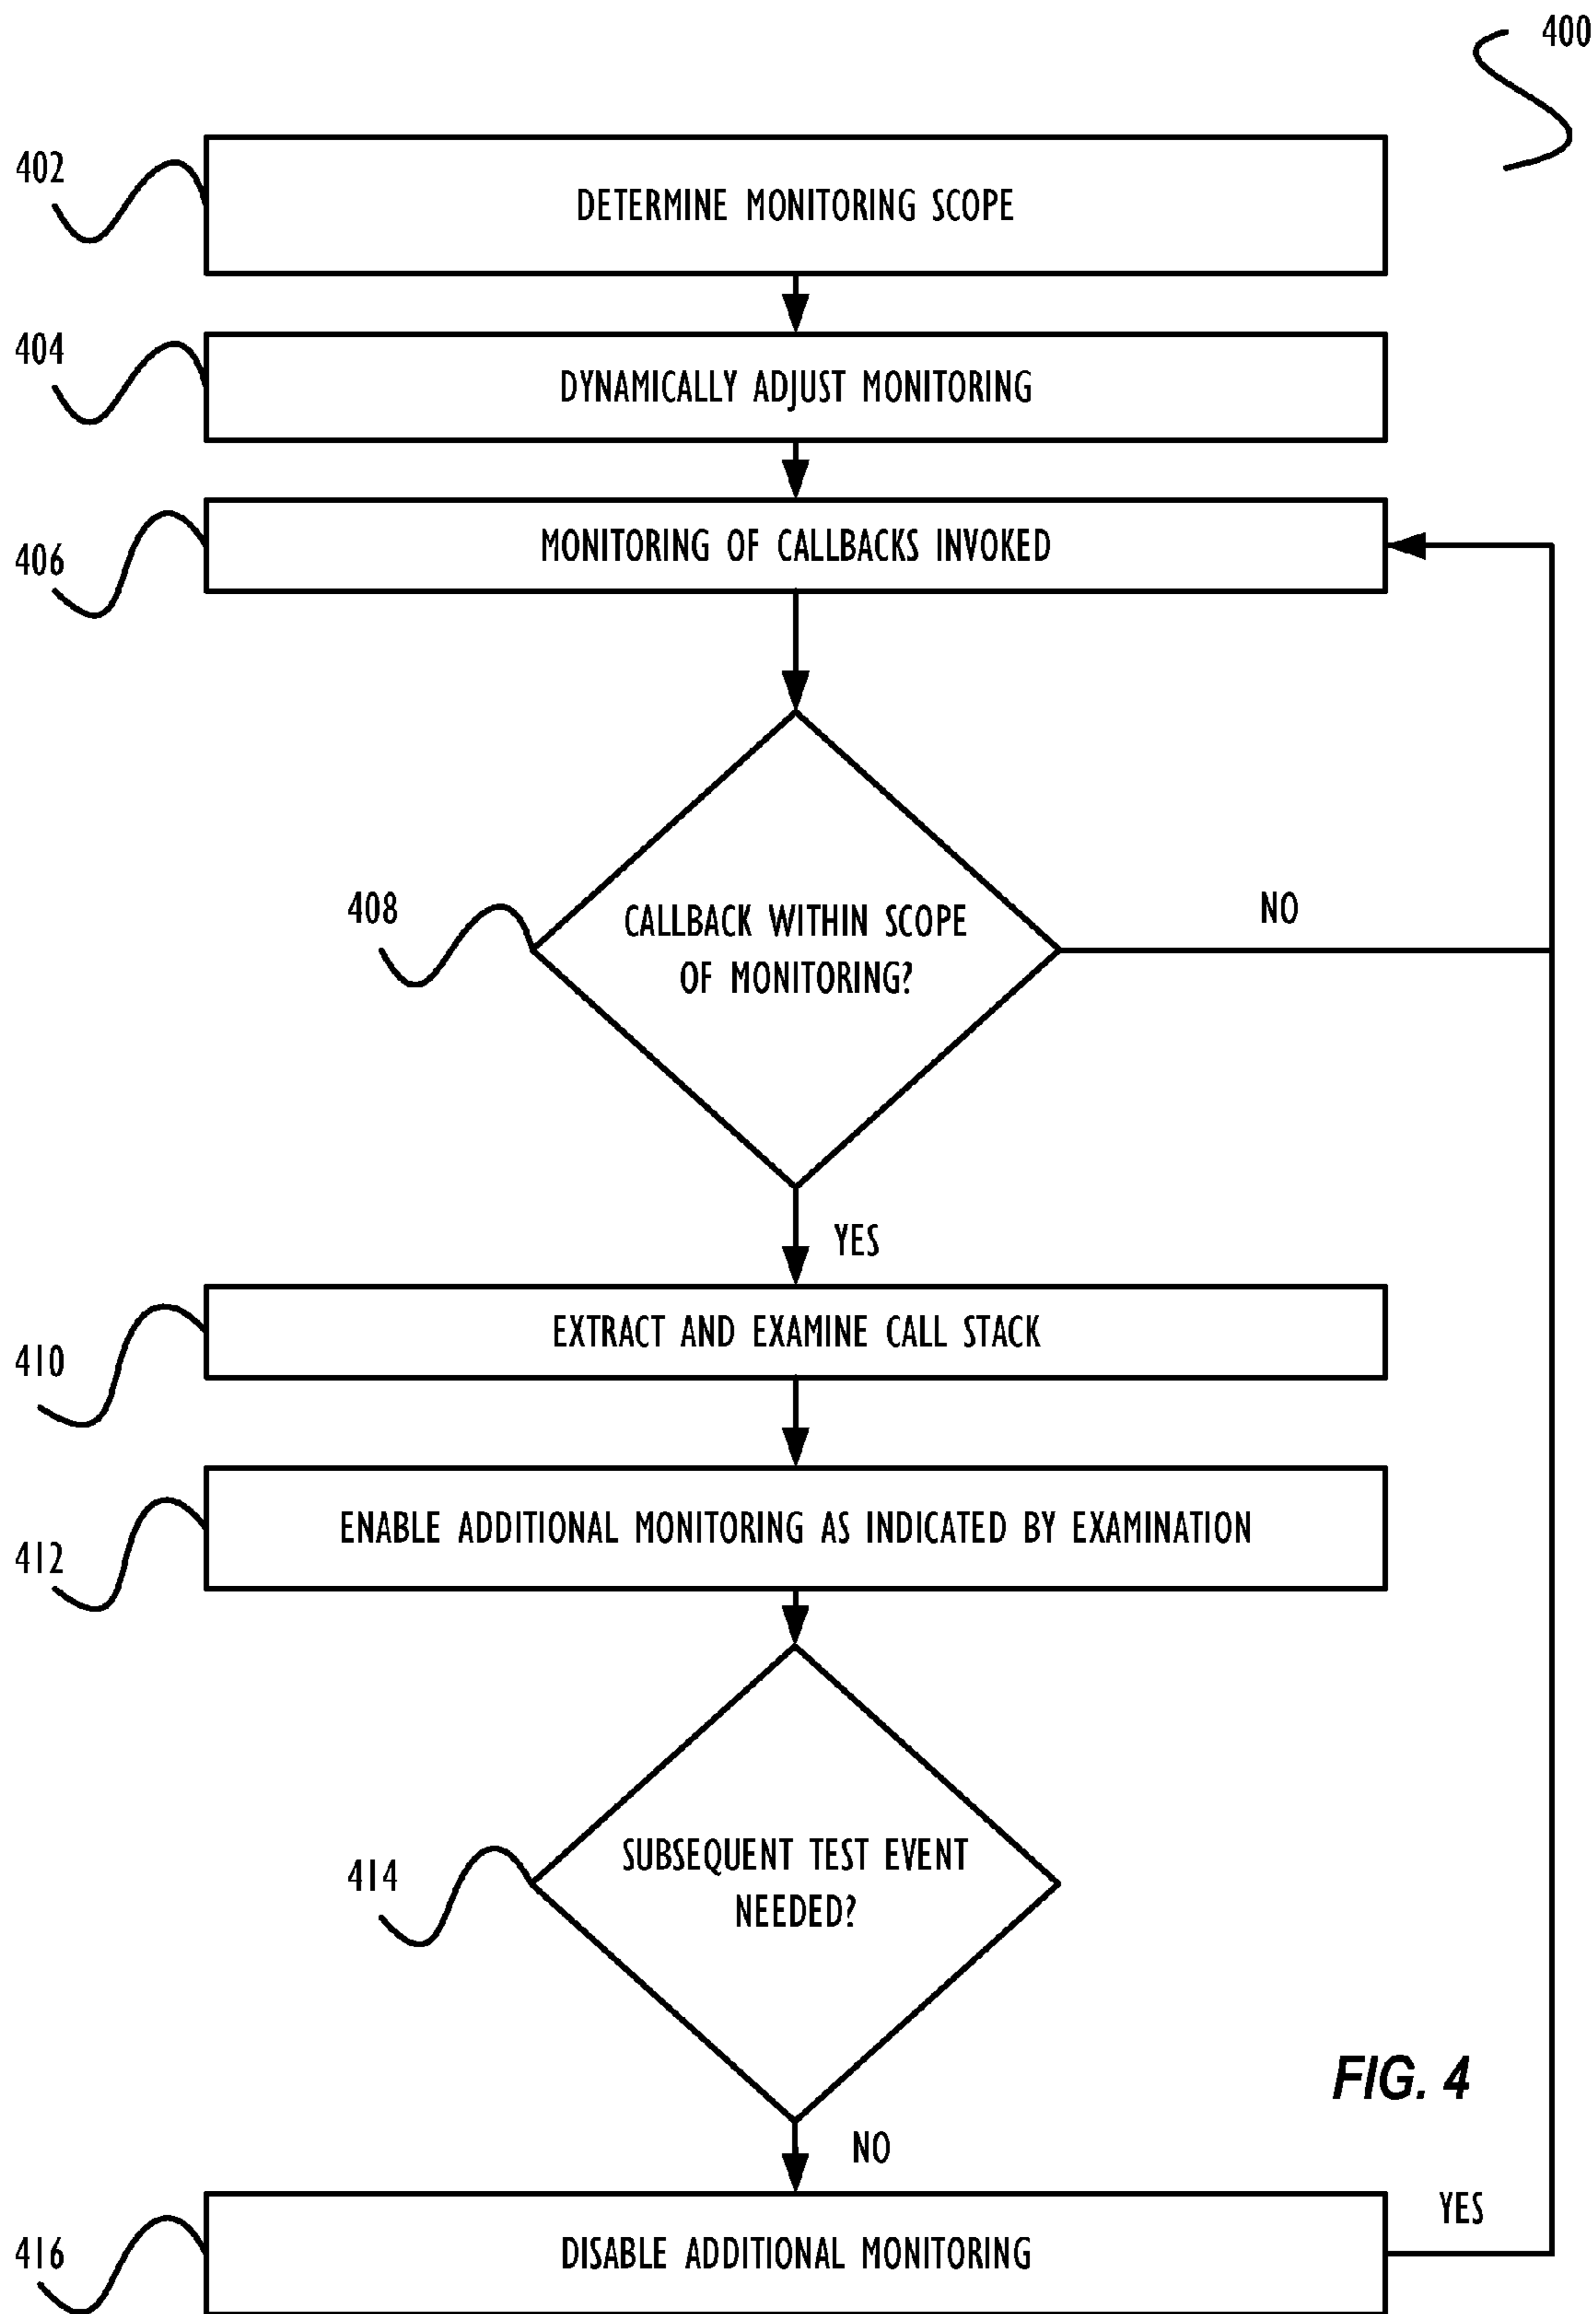 400
402
DETERMINE MONITORING SCOPE
404
DYNAMICALLY ADJUST MONITORING
406
MONITORING OF CALLBACKS INVOKED
408
CALLBACK WITHIN SCOPE
OF MONITORING?
NO
YES
410
EXTRACT AND EXAMINE CALL STACK
412
ENABLE ADDITIONAL MONITORING AS INDICATED BY EXAMINATION
414
SUBSEQUENT TEST EVENT
NEEDED?
FIG. 4
NO
YES
416
DISABLE ADDITIONAL MONITORING